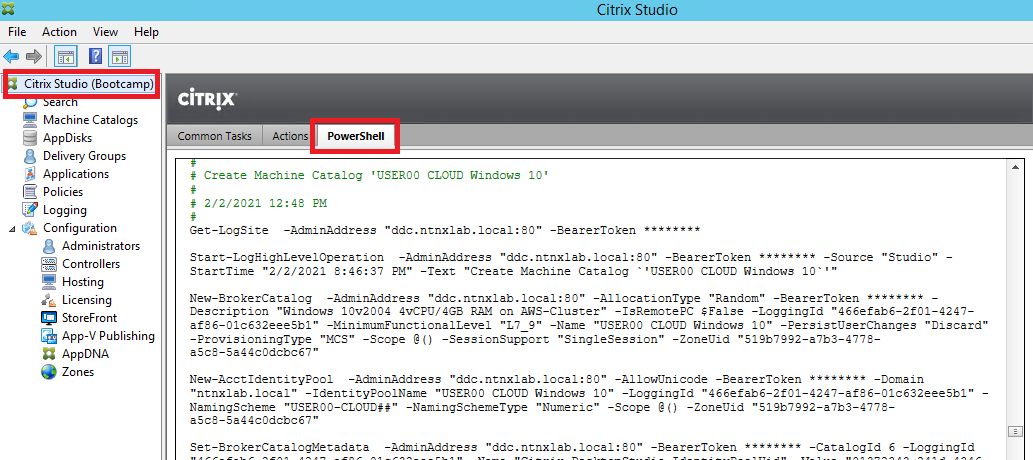 Citrix Studio
File Action View Help
Citrix Studio (Bootcamp)
Search
Machine Catalogs
AppDisks
Delivery Groups
Applications
Policies
Logging
Configuration
Administrators
Controllers
Hosting
Licensing
StoreFront
App-V Publishing
AppDNA
Zones
CİTRIX
Common Tasks Actions PowerShell
#
# Create Machine Catalog 'USER00 CLOUD Windows 10'
#
# 2/2/2021 12:48 PM
#
Get-LogSite -AdminAddress "ddc.ntnxlab.local:80" -BearerToken ********
Start-LogHighLevelOperation -AdminAddress "ddc.ntnxlab.local:80" -BearerToken ******** -Source "Studio" -
StartTime "2/2/2021 8:46:37 PM" -Text "Create Machine Catalog `'USER00 CLOUD Windows 10`'"
New-BrokerCatalog -AdminAddress "ddc.ntnxlab.local:80" -AllocationType "Random" -BearerToken ******** -
Description "Windows 10v2004 4vCPU/4GB RAM on AWS-Cluster" -IsRemotePC $False -LoggingId "466efab6-2f01-4247-
af86-01c632eee5b1" -MinimumFunctionalLevel "L7_9" -Name "USER00 CLOUD Windows 10" -PersistUserChanges "Discard"
-ProvisioningType "MCS" -Scope @() -SessionSupport "SingleSession" -ZoneUid "519b7992-a7b3-4778-
a5c8-5a44c0dcbc67"
New-AcctIdentityPool -AdminAddress "ddc.ntnxlab.local:80" -AllowUnicode -BearerToken ******** -Domain
"ntnxlab.local" -IdentityPoolName "USER00 CLOUD Windows 10" -LoggingId "466efab6-2f01-4247-af86-01c632eee5b1" -
NamingScheme "USER00-CLOUD##" -NamingSchemeType "Numeric" -Scope @() -ZoneUid "519b7992-a7b3-4778-
a5c8-5a44c0dcbc67"
Set-BrokerCatalogMetadata -AdminAddress "ddc.ntnxlab.local:80" -BearerToken ******** -CatalogId 6 -LoggingId